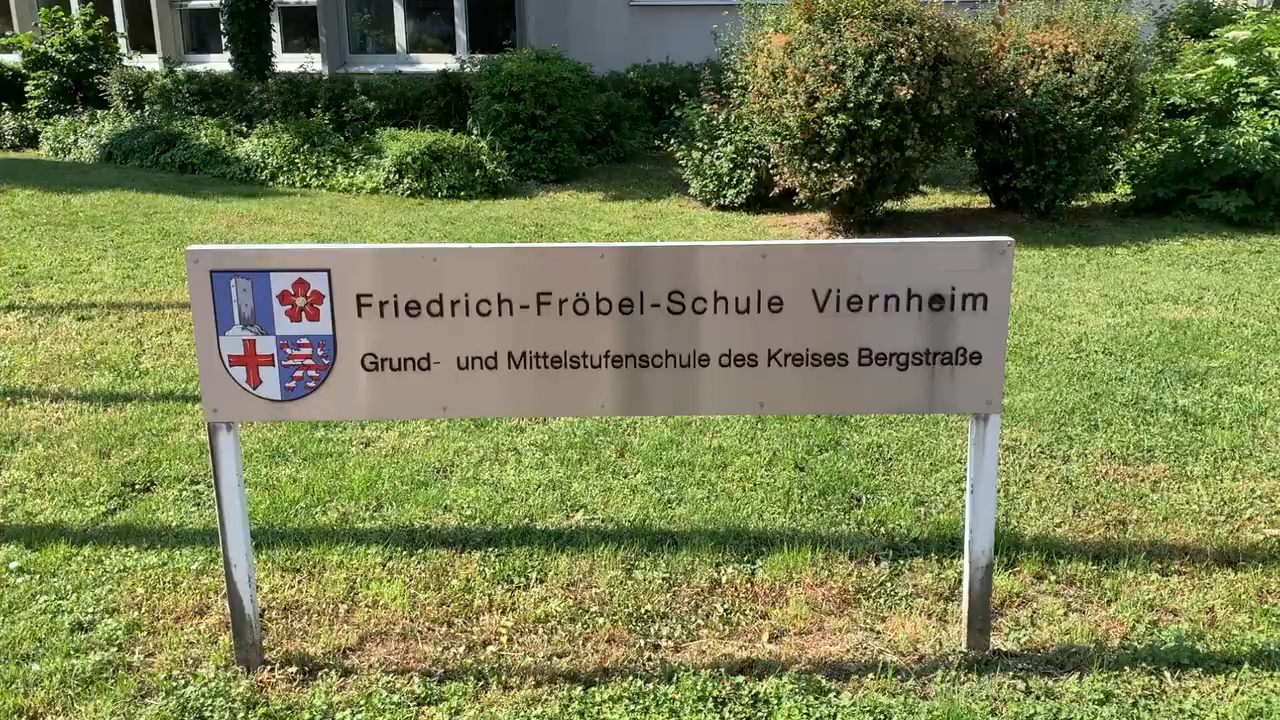 Friedrich-Fröbel-Schule Viernheim
Grund- und Mittelstufenschule des Kreises Bergstraße